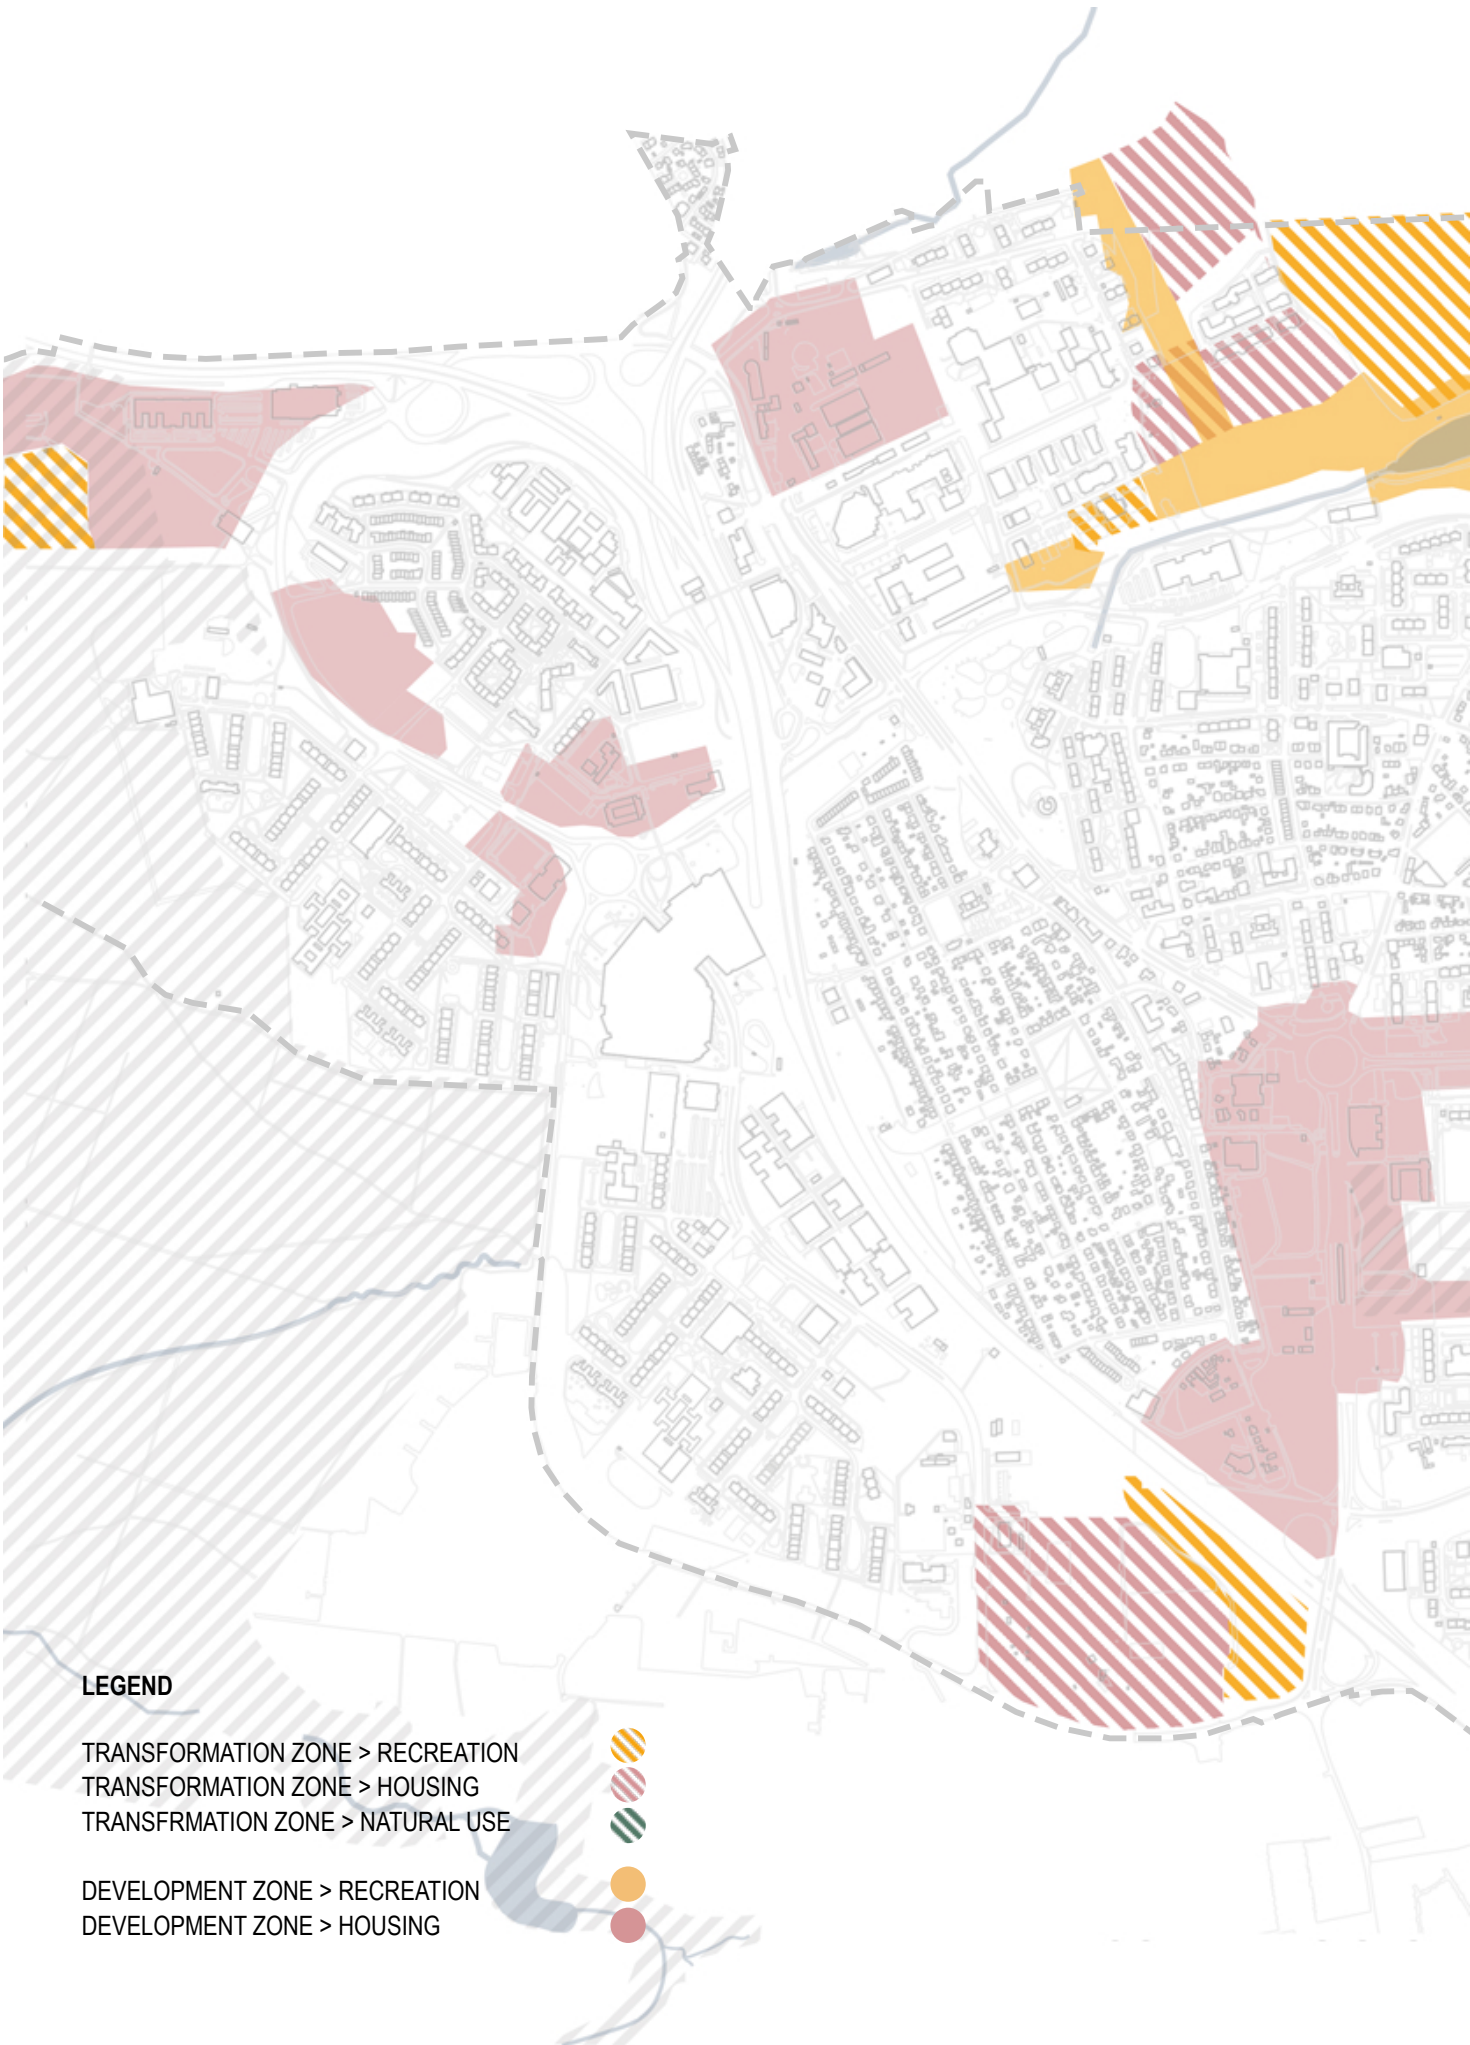 LEGEND
TRANSFORMATION ZONE > RECREATION
TRANSFORMATION ZONE > HOUSING
TRANSFRMATION ZONE > NATURAL USE
DEVELOPMENT ZONE > RECREATION
DEVELOPMENT ZONE > HOUSING